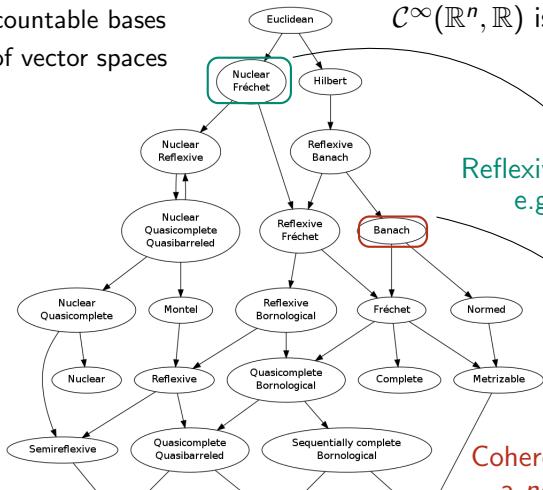 countable bases
of vector spaces
𝒞^∞(ℝ^n, ℝ) is
Euclidean
Nuclear
Fréchet
Hilbert
Nuclear
Reflexive
Reflexive
Banach
Reflexiv
e.g
Nuclear
Quasicomplete
Quasibarreled
Reflexive
Fréchet
Banach
Nuclear
Quasicomplete
Montel
Reflexive
Bornological
Fréchet
Normed
Nuclear
Reflexive
Quasicomplete
Bornological
Complete
Metrizable
Semireflexive
Quasicomplete
Quasibarreled
Sequentially complete
Bornological
Cohere